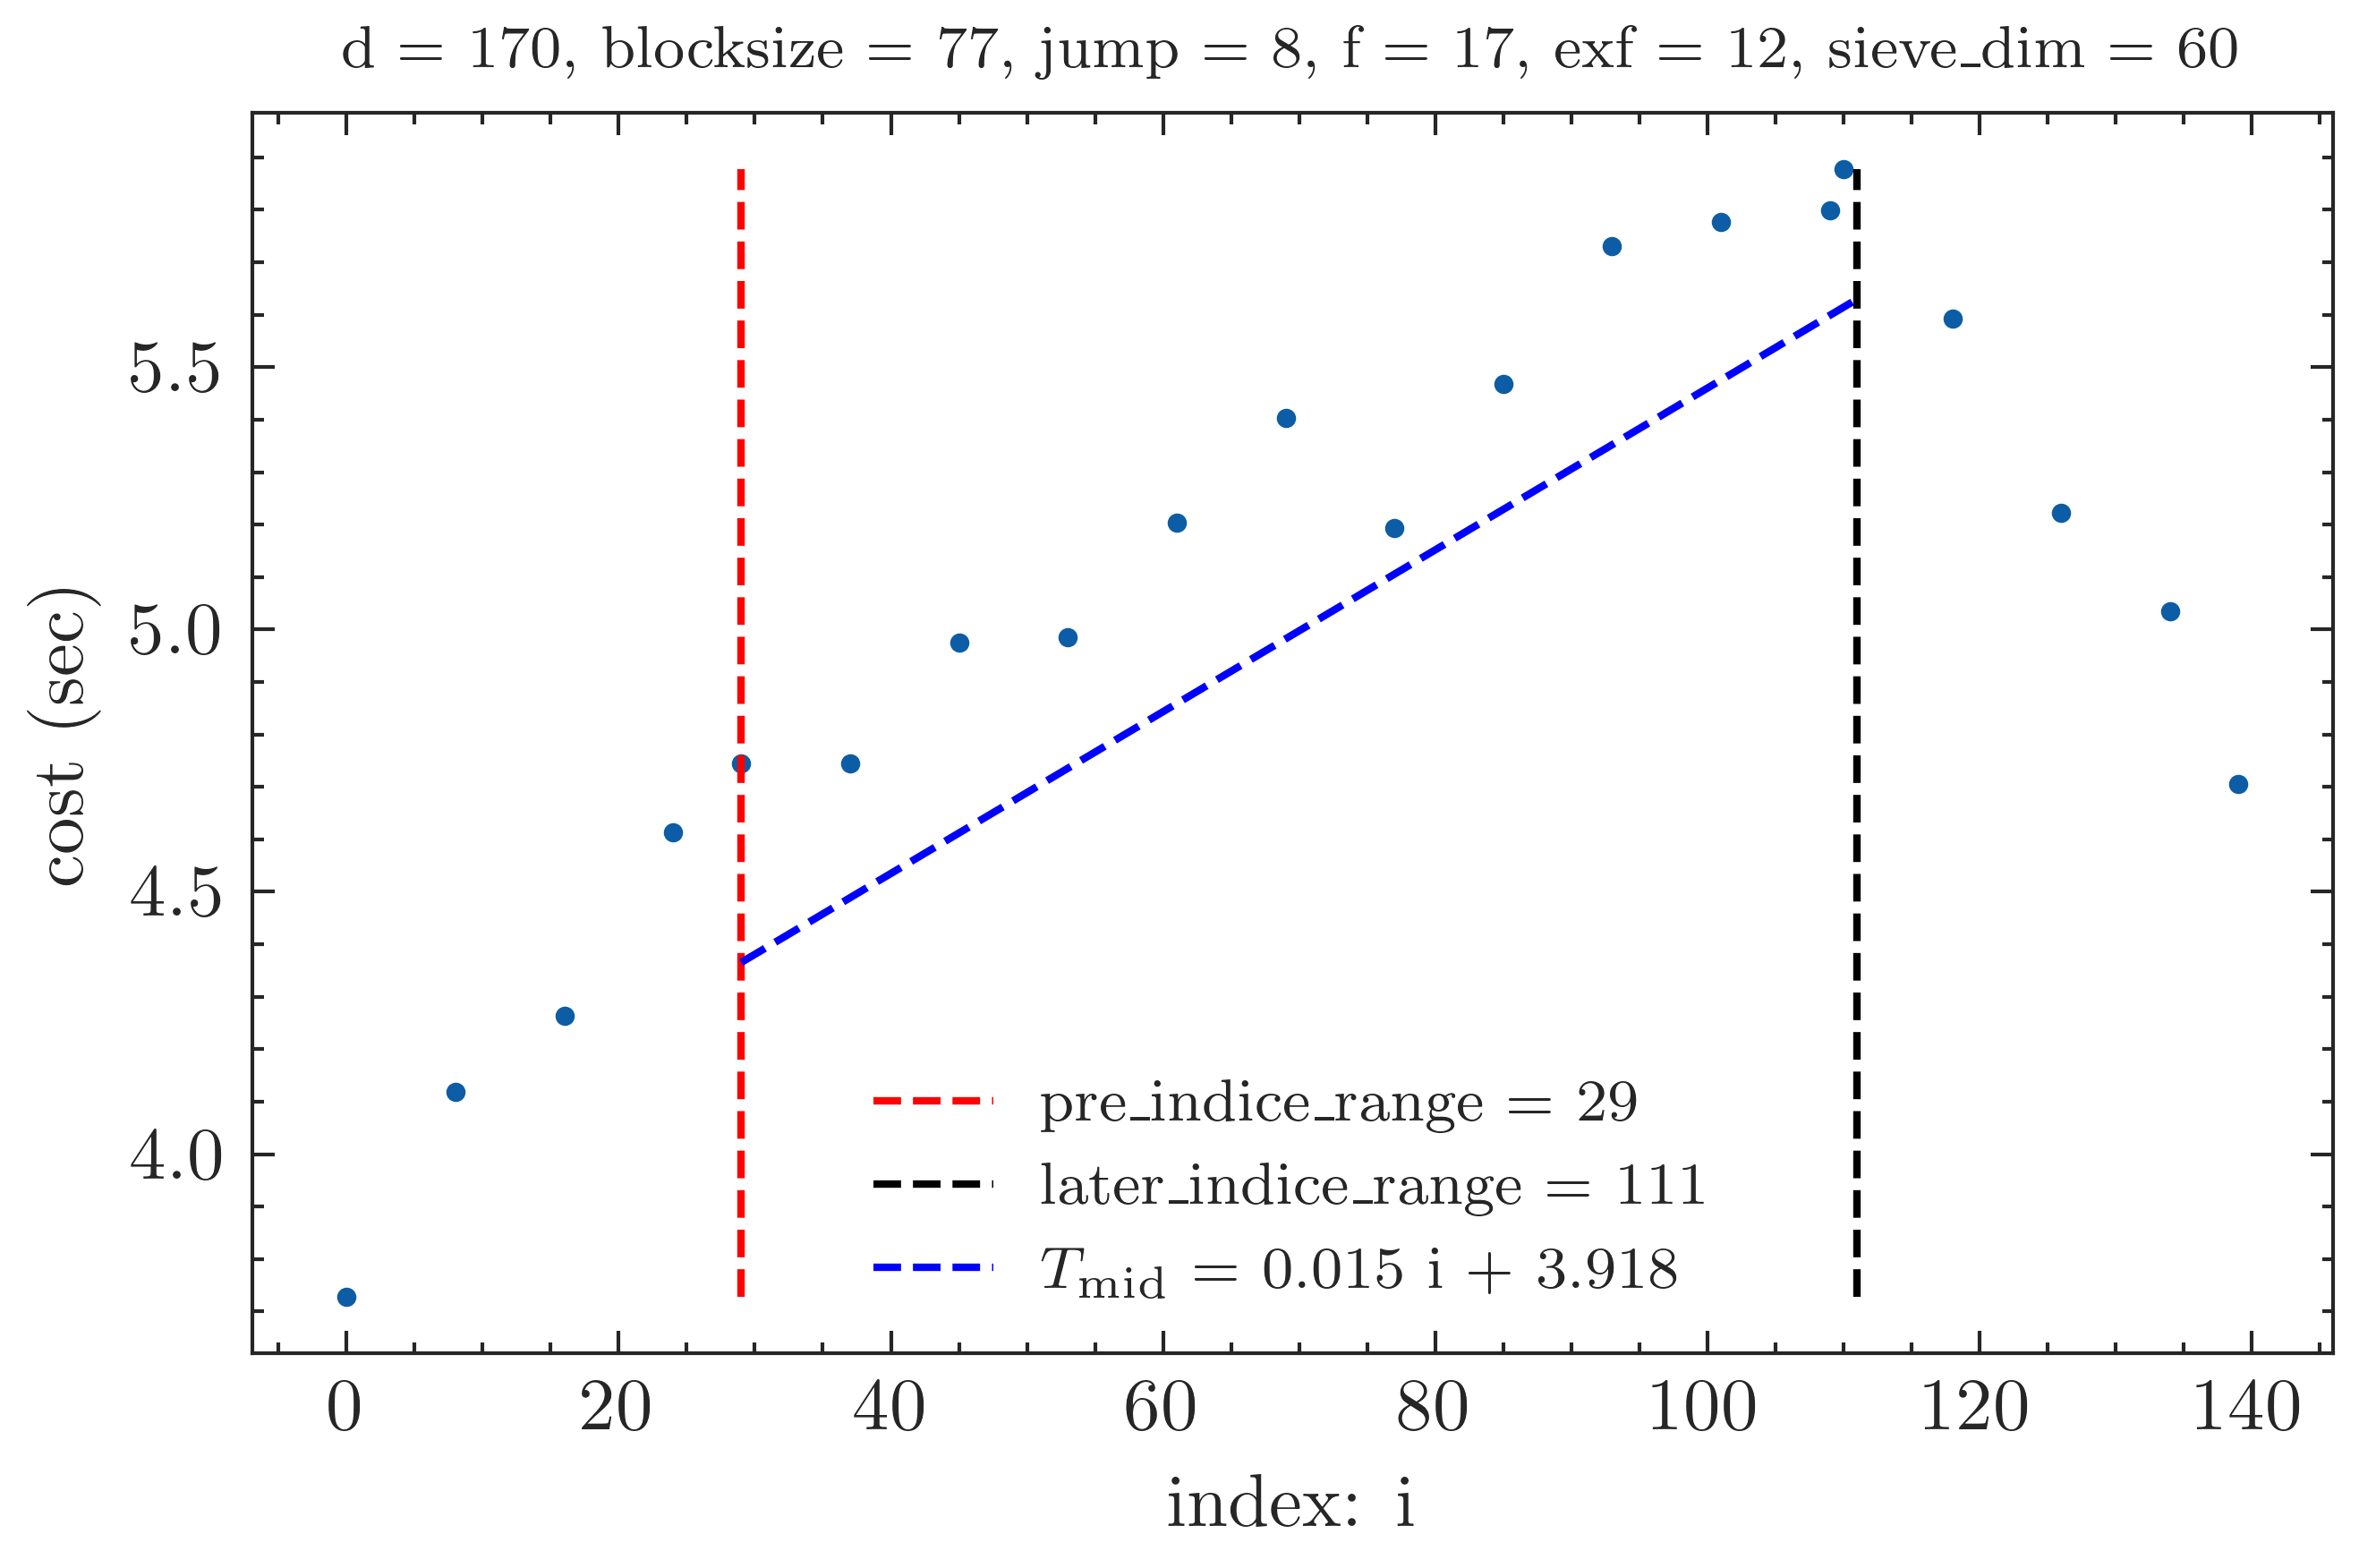 d = 170, blocksize = 77, jump = 8, f = 17, exf = 12, sieve_dim = 60
5.5
5.0
4.5
4.0
cost (sec)
pre_indice_range = 29
later_indice_range = 111
T_mid = 0.015 i + 3.918
0 20 40 60 80 100 120 140
index: i